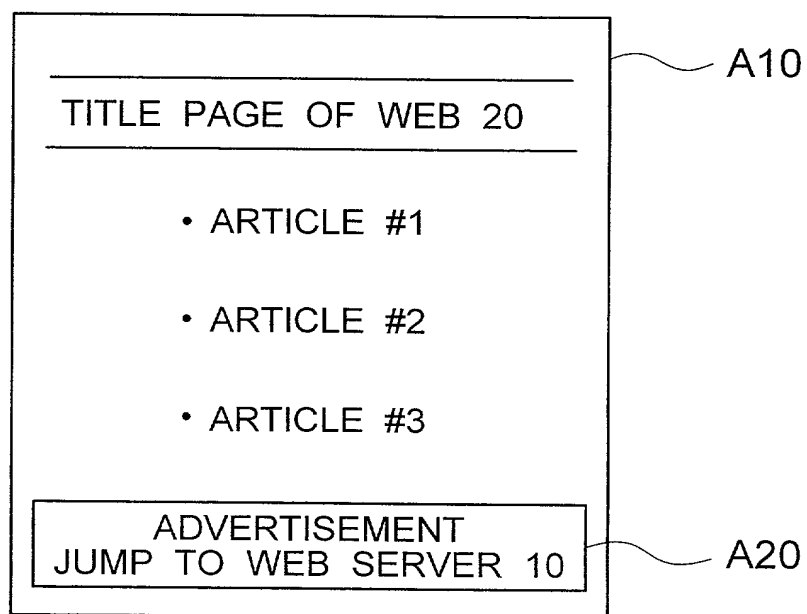 A10
TITLE PAGE OF WEB 20
• ARTICLE #1
• ARTICLE #2
• ARTICLE #3
ADVERTISEMENT
JUMP TO WEB SERVER 10
A20